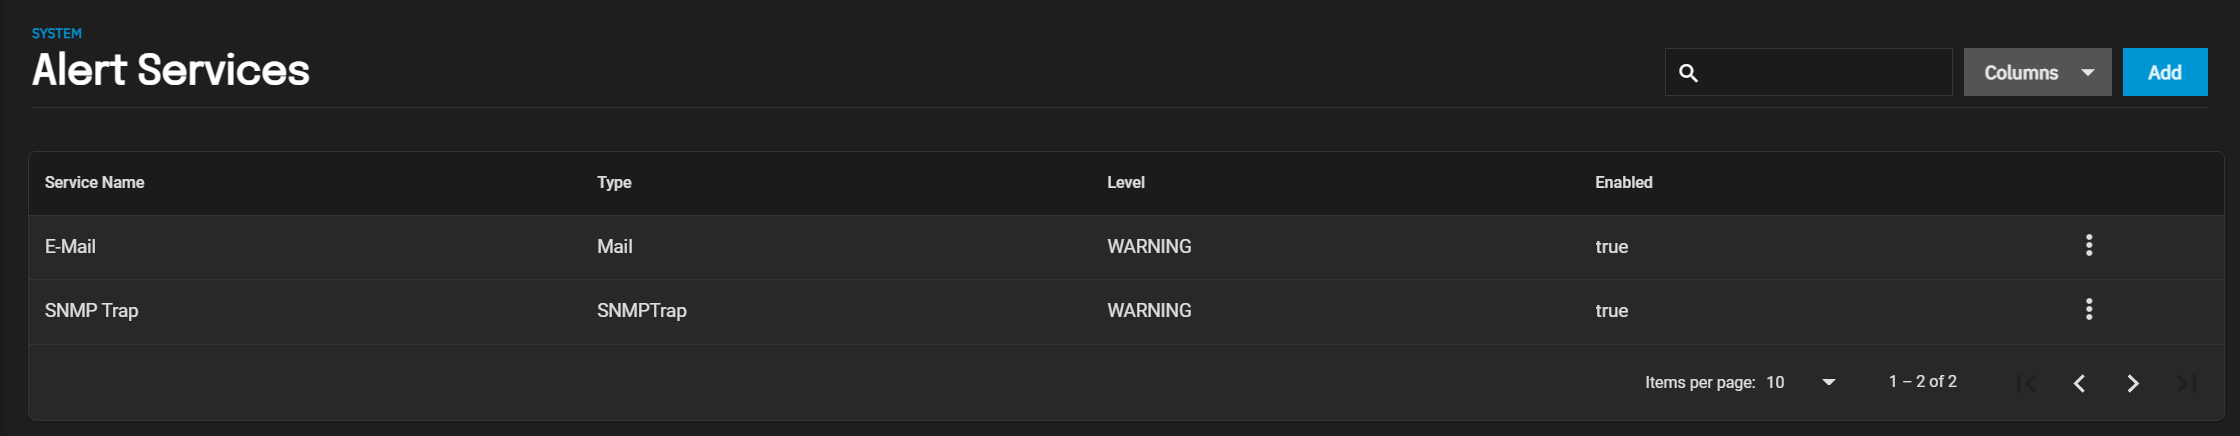 SYSTEM
Alert Services
Columns
Add
Service Name Type Level Enabled
E-Mail Mail WARNING true
SNMP Trap SNMPTrap WARNING true
Items per page: 10 1 – 2 of 2